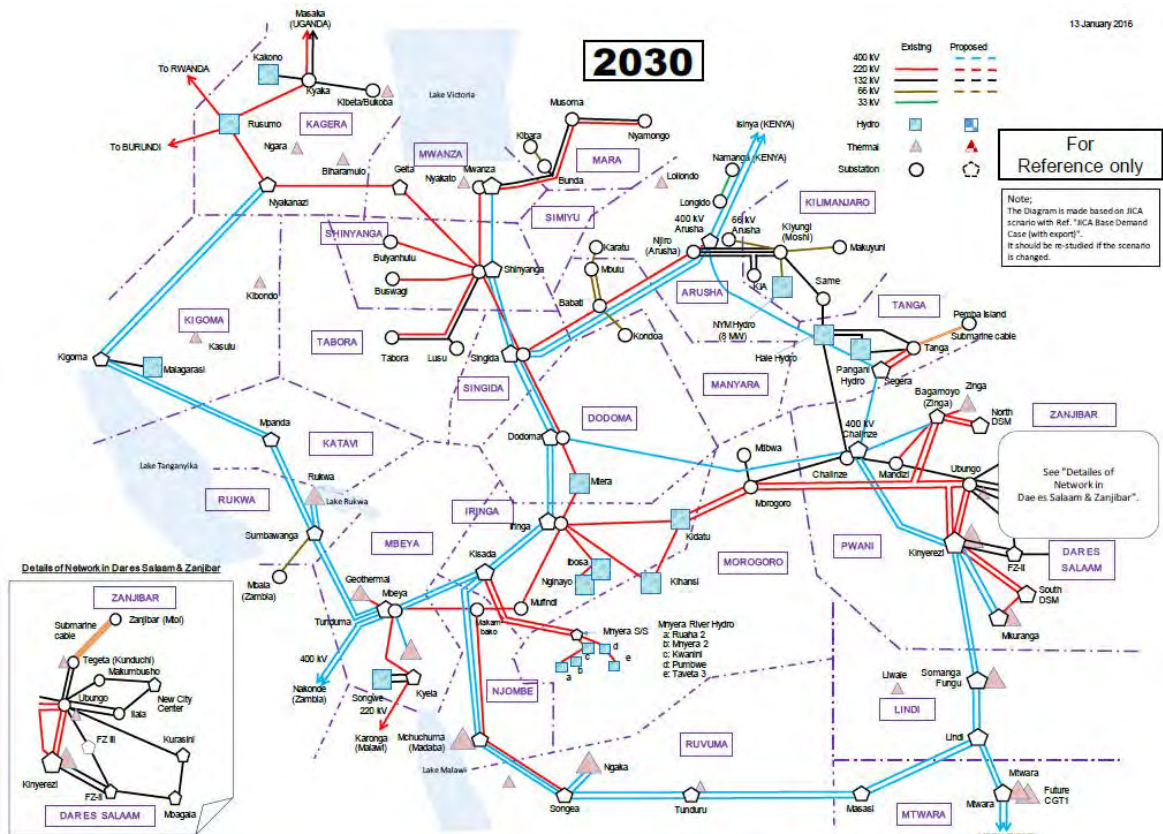 13 January 2016
2030
Existing
Proposed
400 kV
220 kV
132 kV
66 kV
33 kV
Hydro
Thermal
Substation
For
Reference only
Note;
The Diagram is made based on JICA
scnario with Ref. "JICA Base Demand
Case (with export)".
It should be re-studied if the scenario
is changed.
Masaka
(UGANDA)
Kakono
To RWANDA
Kyaka
Kibeta/Bukoba
Lake Victoria
Rusumo
KAGERA
To BURUNDI
Ngara
Biharamulo
Nyakanazi
Geita
MWANZA
Nyakato
Mwanza
Musoma
Kibara
Nyamongo
Bunda
MARA
SIMIYU
Loliondo
Isinya (KENYA)
Namanga (KENYA)
Longido
400 kV
Arusha
66 kV
Arusha
KILIMANJARO
Kiyungi
(Moshi)
Makuyuni
Njiro
(Arusha)
KIA
Same
ARUSHA
TANGA
Pemba Island
Submarine cable
NYM Hydro
(8 MW)
Hale Hydro
Tanga
Pangani
Hydro
Segera
SHINYANGA
Bulyanhulu
Buswagi
Shinyanga
Karatu
Mbulu
Babati
Kondoa
Kibondo
KIGOMA
Kasulu
TABORA
Tabora
Lusu
Singida
SINGIDA
MANYARA
Kigoma
Malagarasi
Bagamoyo
(Zinga)
Zinga
North
DSM
ZANJIBAR
Mpanda
KATAVI
Dodoma
DODOMA
400 kV
Chalinze
Chalinze
Mandizi
Ubungo
See "Detailes of
Network in
Dae es Salaam & Zanjibar".
Lake Tanganyika
Rukwa
Lake Rukwa
RUKWA
Mtera
Mtibwa
Morogoro
IRINGA
Iringa
Kidatu
Sumbawanga
MBEYA
Kisada
Ibosa
Nginayo
Kihansi
MOROGORO
PWANI
Kinyerezi
FZ-II
DAR ES
SALAAM
South
DSM
Mkuranga
Mbala
(Zambia)
Geothermal
Mbeya
Tunduma
Mufindi
Makam
bako
Mnyera S/S
Mnyera River Hydro
a: Ruaha 2
b: Mnyera 2
c: Kwanini
d: Pumbwe
e: Taveta 3
a
b
c
d
e
400 kV
Nakonde
(Zambia)
Songwe
220 kV
Kyela
Karonga
(Malawi)
NJOMBE
Mchuchuma
(Madaba)
Lake Malawi
Ngaka
Songea
RUVUMA
Tunduru
Masasi
Somanga
Fungu
Liwale
LINDI
Lindi
Mtwara
Mtwara
Future
CGT1
MTWARA
Details of Network in Dar es Salaam & Zanjibar
ZANJIBAR
Submarine
cable
Zanjibar (Mtoi)
Tegeta (Kunduchi)
Makumbusho
Ubungo
New City
Center
Ilala
FZ III
Kurasini
Kinyerezi
FZ-II
Mbagala
DAR ES SALAAM